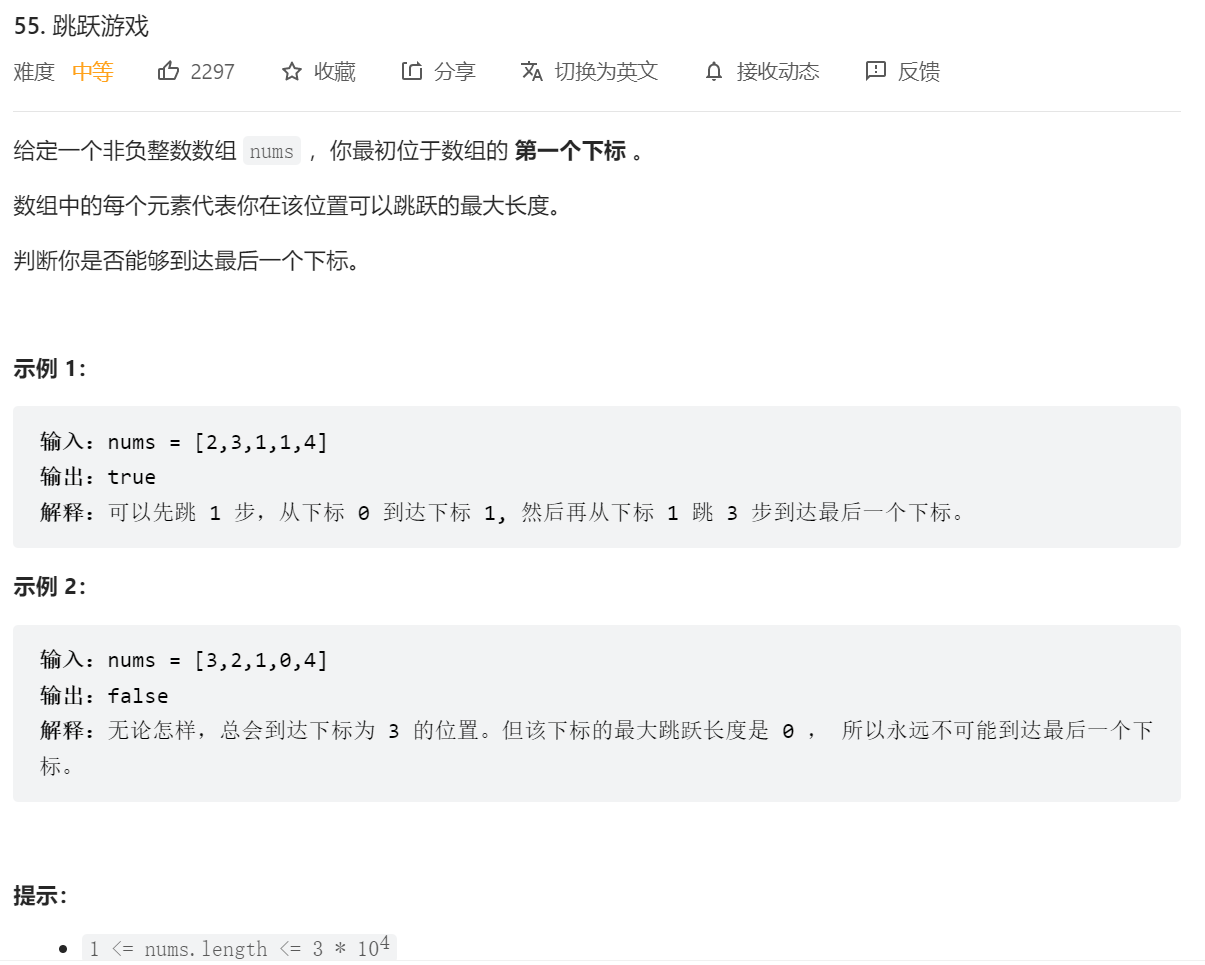 55. 跳跃游戏
难度 中等 2297 收藏 分享 切换为英文 接收动态 反馈
给定一个非负整数数组 nums ，你最初位于数组的 第一个下标 。
数组中的每个元素代表你在该位置可以跳跃的最大长度。
判断你是否能够到达最后一个下标。
示例 1：
输入：nums = [2,3,1,1,4]
输出：true
解释：可以先跳 1 步，从下标 0 到达下标 1, 然后再从下标 1 跳 3 步到达最后一个下标。
示例 2：
输入：nums = [3,2,1,0,4]
输出：false
解释：无论怎样，总会到达下标为 3 的位置。但该下标的最大跳跃长度是 0 ， 所以永远不可能到达最后一个下
标。
提示：
• 1 <= nums.length <= 3 * 10⁴